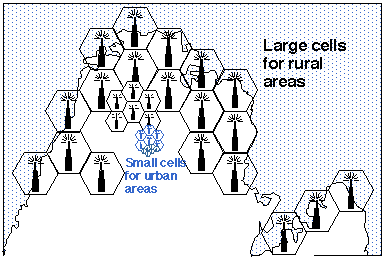 Large cells
for rural
areas
Small cells
for urban
areas